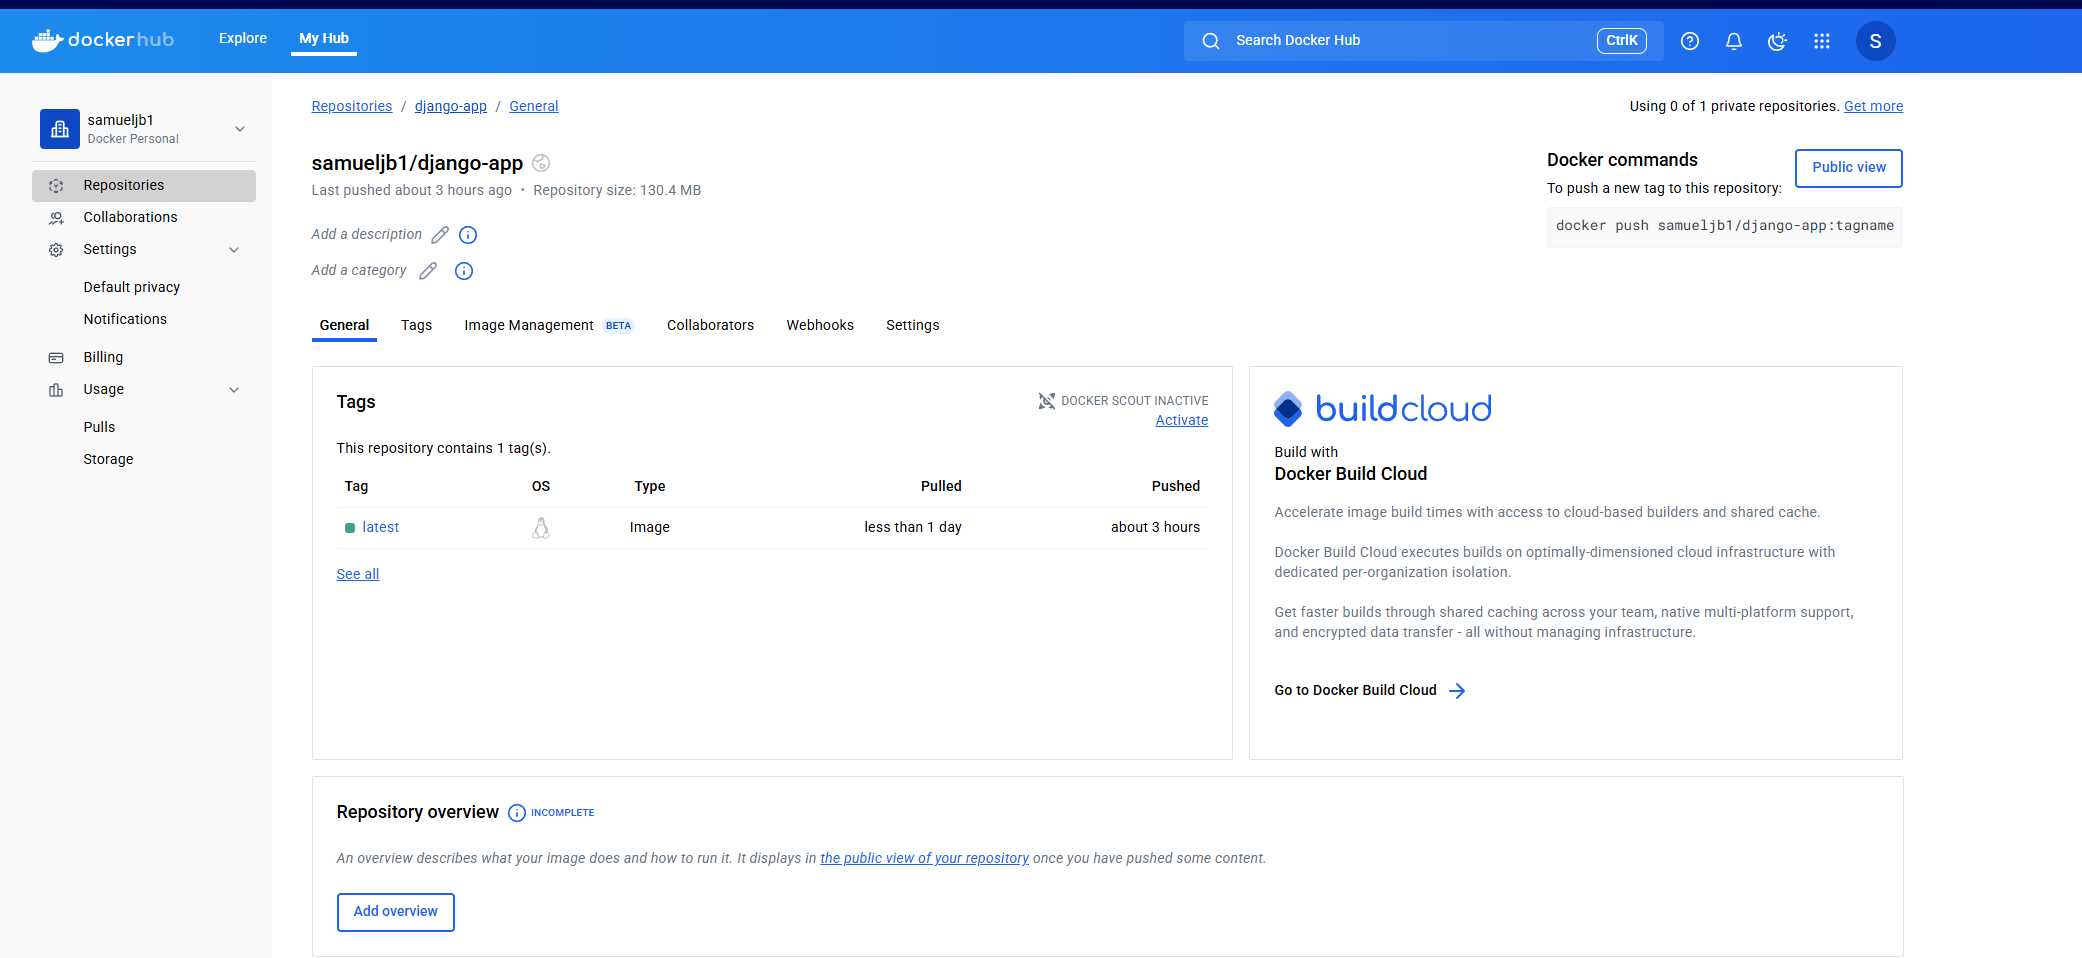 dockerhub
Explore
My Hub
Search Docker Hub
CtrlK
S
samueljb1
Docker Personal
Repositories
Collaborations
Settings
Default privacy
Notifications
Billing
Usage
Pulls
Storage
Repositories / django-app / General
Using 0 of 1 private repositories. Get more
samueljb1/django-app
Last pushed about 3 hours ago • Repository size: 130.4 MB
Add a description
Add a category
Docker commands
Public view
To push a new tag to this repository:
docker push samueljb1/django-app:tagname
General Tags Image Management BETA Collaborators Webhooks Settings
Tags
DOCKER SCOUT INACTIVE
Activate
This repository contains 1 tag(s).
Tag OS Type Pulled Pushed
latest Image less than 1 day about 3 hours
See all
buildcloud
Build with
Docker Build Cloud
Accelerate image build times with access to cloud-based builders and shared cache.
Docker Build Cloud executes builds on optimally-dimensioned cloud infrastructure with
dedicated per-organization isolation.
Get faster builds through shared caching across your team, native multi-platform support,
and encrypted data transfer - all without managing infrastructure.
Go to Docker Build Cloud
Repository overview INCOMPLETE
An overview describes what your image does and how to run it. It displays in the public view of your repository once you have pushed some content.
Add overview